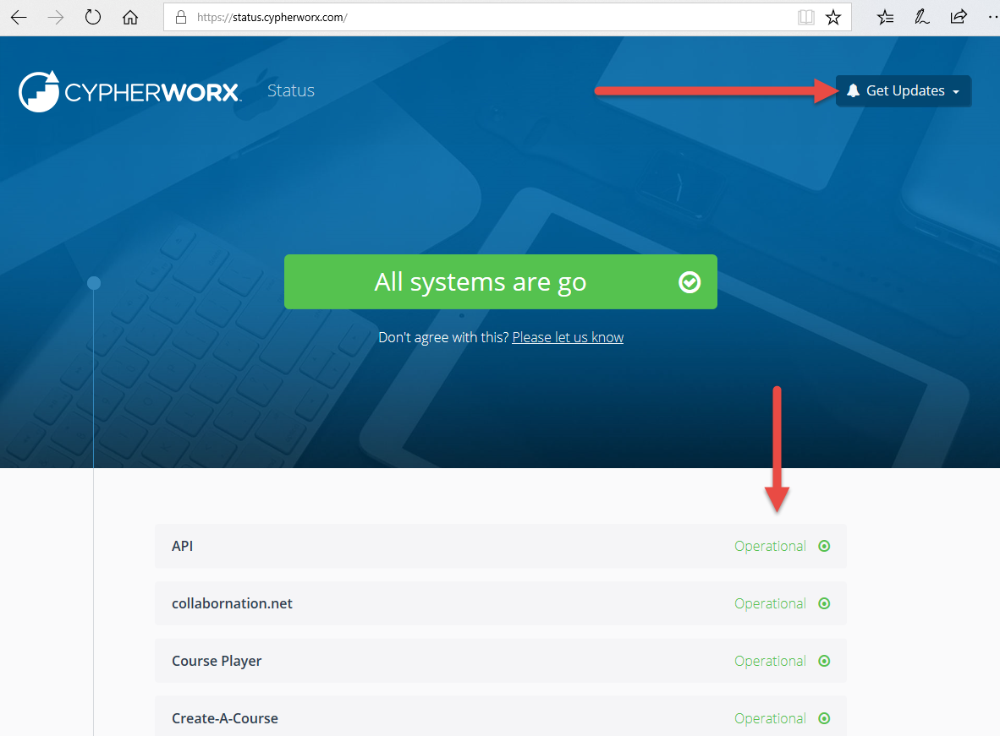 https://status.cypherworx.com/
CYPHERWORX Status
Get Updates
All systems are go
Don't agree with this? Please let us know
API Operational
collabornation.net Operational
Course Player Operational
Create-A-Course Operational